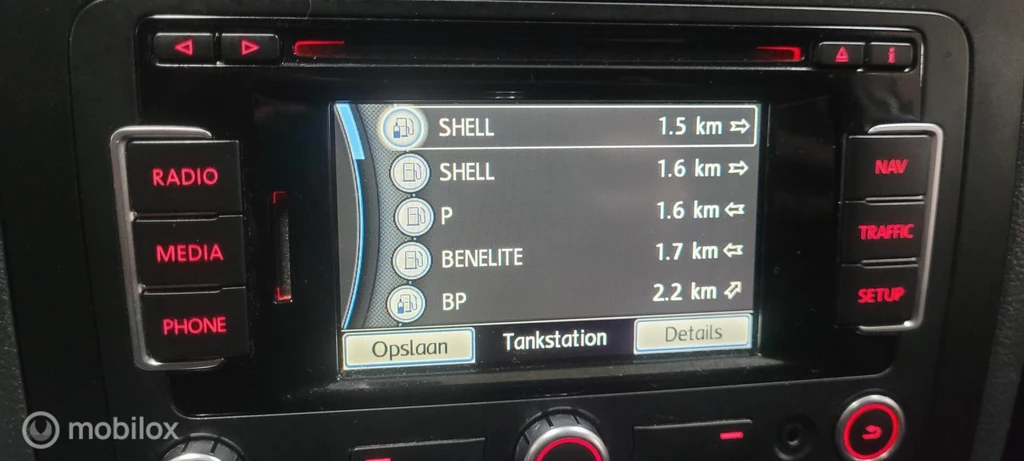 SHELL 1.5 km
RADIO
SHELL 1.6 km
NAV
P 1.6 km
MEDIA
BENELITE 1.7 km
TRAFFIC
PHONE
BP 2.2 km
SETUP
Opslaan Tankstation Details
mobilox
i